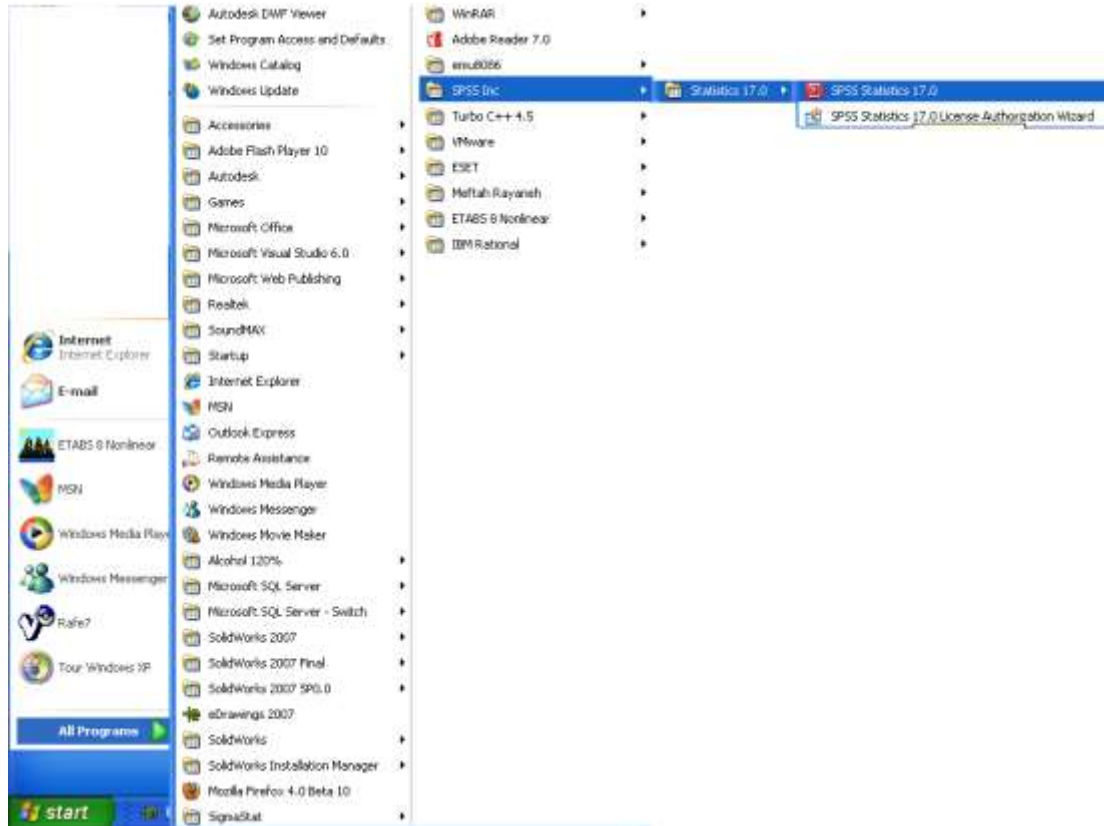 Internet
Internet Explorer
E-mail
ETABS 8 Nonlinear
MSN
Windows Media Playe
Windows Messenger
Rafe7
Tour Windows XP
All Programs
start
Autodesk DWF Viewer
Set Program Access and Defaults
Windows Catalog
Windows Update
Accessories
Adobe Flash Player 10
Autodesk
Games
Microsoft Office
Microsoft Visual Studio 6.0
Microsoft Web Publishing
Realtek
SoundMAX
Startup
Internet Explorer
MSN
Outlook Express
Remote Assistance
Windows Media Player
Windows Messenger
Windows Movie Maker
Alcohol 120%
Microsoft SQL Server
Microsoft SQL Server - Switch
SolidWorks 2007
SolidWorks 2007 Final
SolidWorks 2007 SP0.0
eDrawings 2007
SolidWorks
SolidWorks Installation Manager
Mozilla Firefox 4.0 Beta 10
SigmaStat
WinRAR
Adobe Reader 7.0
emu8086
SPSS Inc
Turbo C++ 4.5
VMware
ESET
Meftah Rayaneh
ETABS 8 Nonlinear
IBM Rational
Statistics 17.0
SPSS Statistics 17.0
SPSS Statistics 17.0 License Authorization Wizard